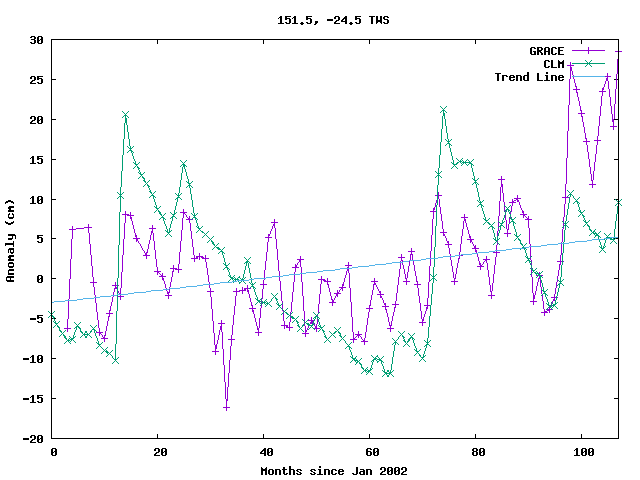 151.5, -24.5 TWS
GRACE
CLM
Trend Line
30
25
20
15
10
5
0
-5
-10
-15
-20
Anomaly (cm)
0 20 40 60 80 100
Months since Jan 2002